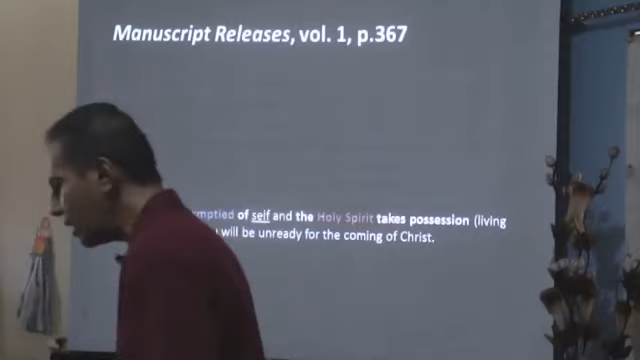 Manuscript Releases, vol. 1, p.367
of self and the Holy Spirit takes possession (living
will be unready for the coming of Christ.